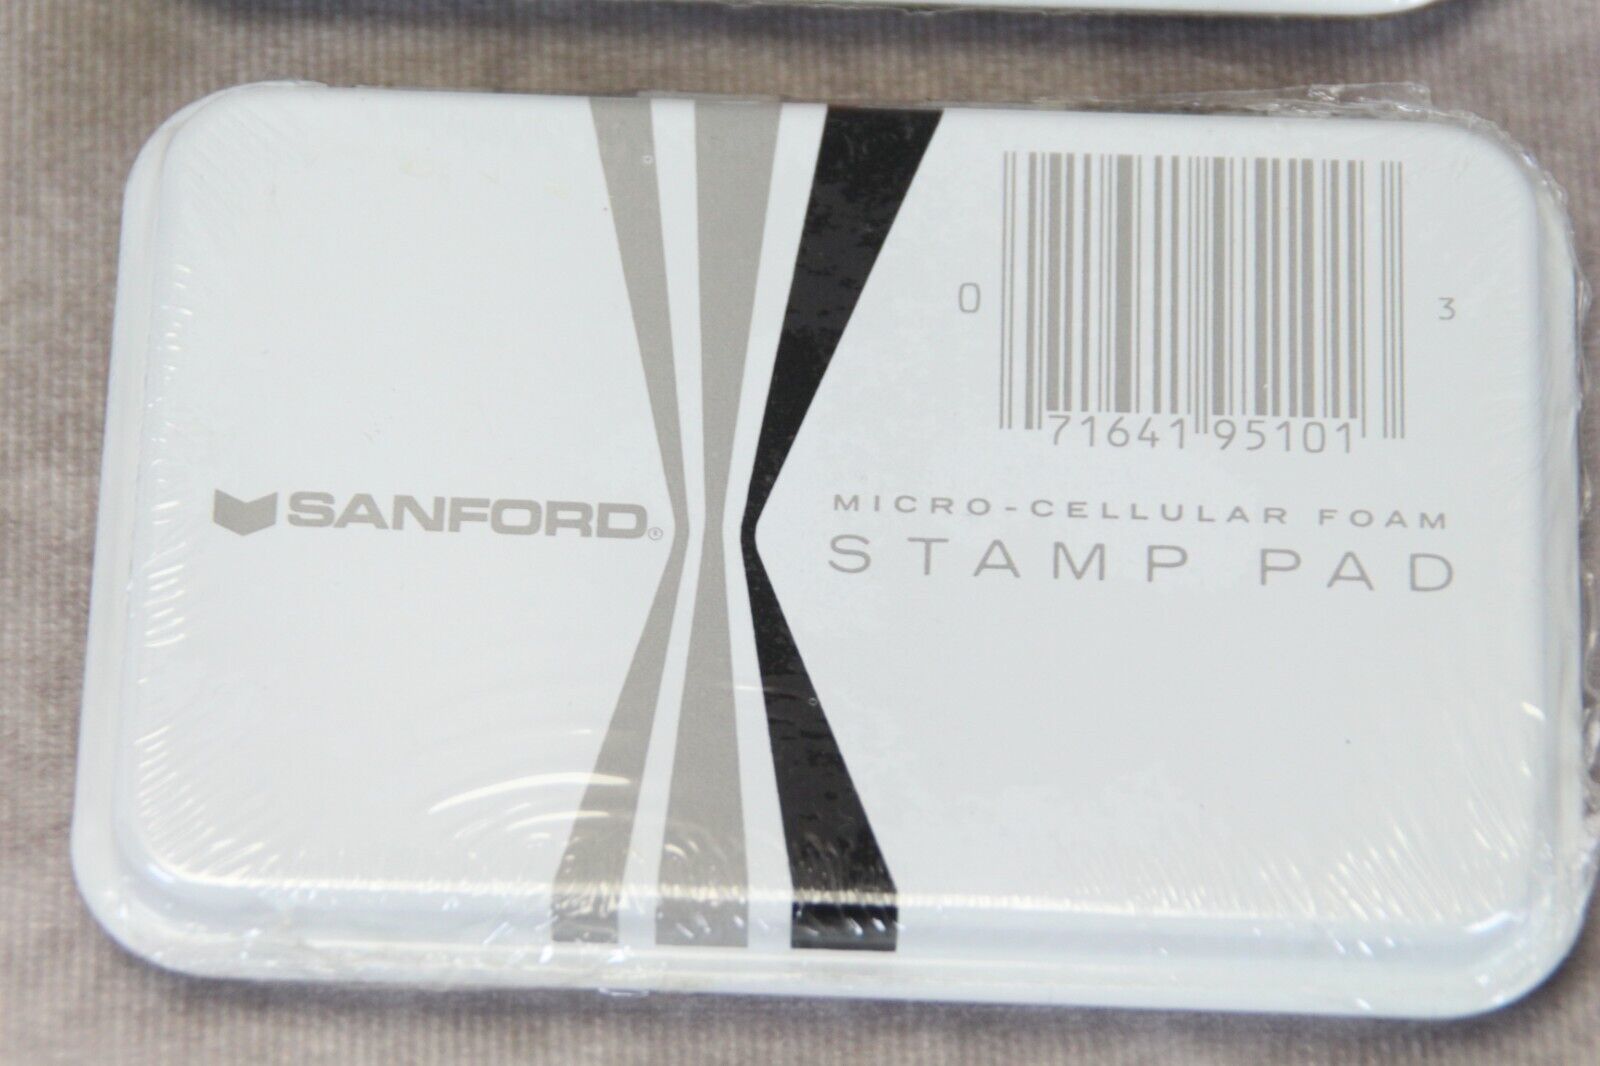 0 71641 95101 3
SANFORD®
MICRO-CELLULAR FOAM
STAMP PAD